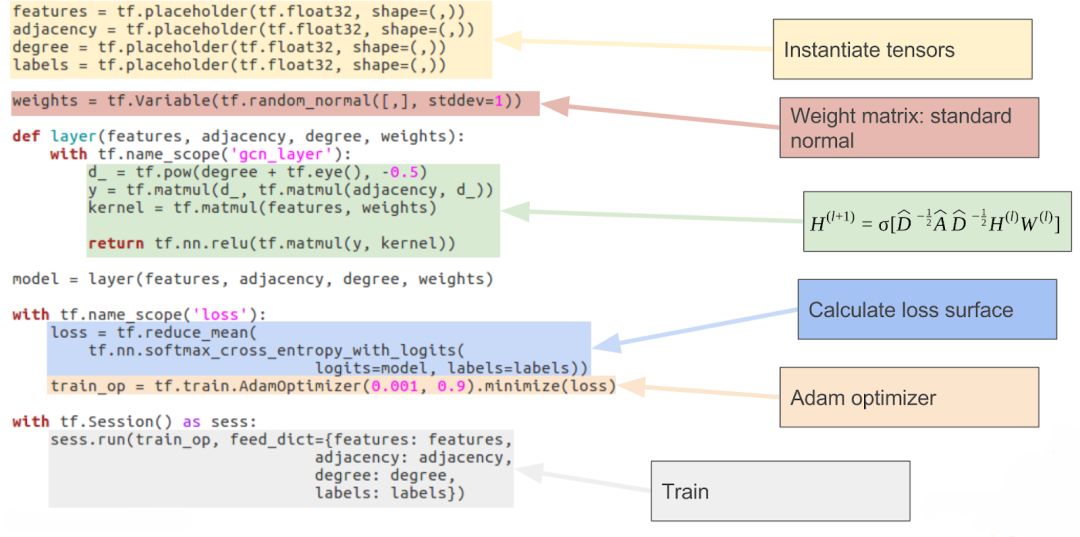 features = tf.placeholder(tf.float32, shape=(,))
adjacency = tf.placeholder(tf.float32, shape=(,))
degree = tf.placeholder(tf.float32, shape=(,))
labels = tf.placeholder(tf.float32, shape=(,))
Instantiate tensors
weights = tf.Variable(tf.random_normal([,], stddev=1))
Weight matrix: standard
normal
def layer(features, adjacency, degree, weights):
    with tf.name_scope('gcn_layer'):
        d_ = tf.pow(degree + tf.eye(), -0.5)
        y = tf.matmul(d_, tf.matmul(adjacency, d_))
        kernel = tf.matmul(features, weights)
        return tf.nn.relu(tf.matmul(y, kernel))
H^(l+1) = σ[D̂ ^-½ Â D̂ ^-½ H^(l) W^(l)]
model = layer(features, adjacency, degree, weights)
with tf.name_scope('loss'):
    loss = tf.reduce_mean(
        tf.nn.softmax_cross_entropy_with_logits(
                                logits=model, labels=labels))
Calculate loss surface
    train_op = tf.train.AdamOptimizer(0.001, 0.9).minimize(loss)
Adam optimizer
with tf.Session() as sess:
    sess.run(train_op, feed_dict={features: features,
                                adjacency: adjacency,
                                degree: degree,
                                labels: labels})
Train